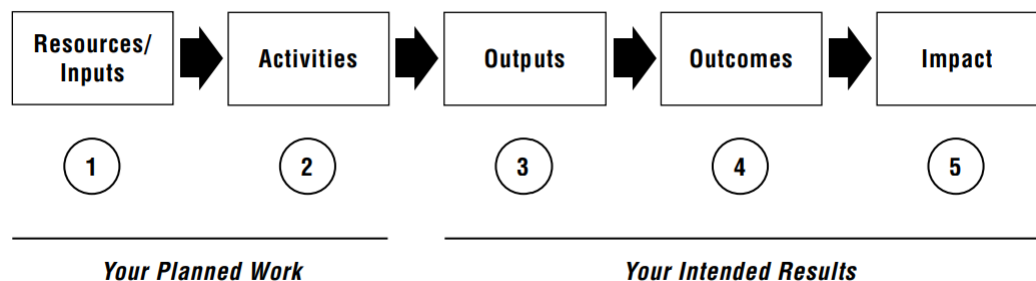 Resources/
Inputs
Activities
Outputs
Outcomes
Impact
1
2
3
4
5
Your Planned Work
Your Intended Results